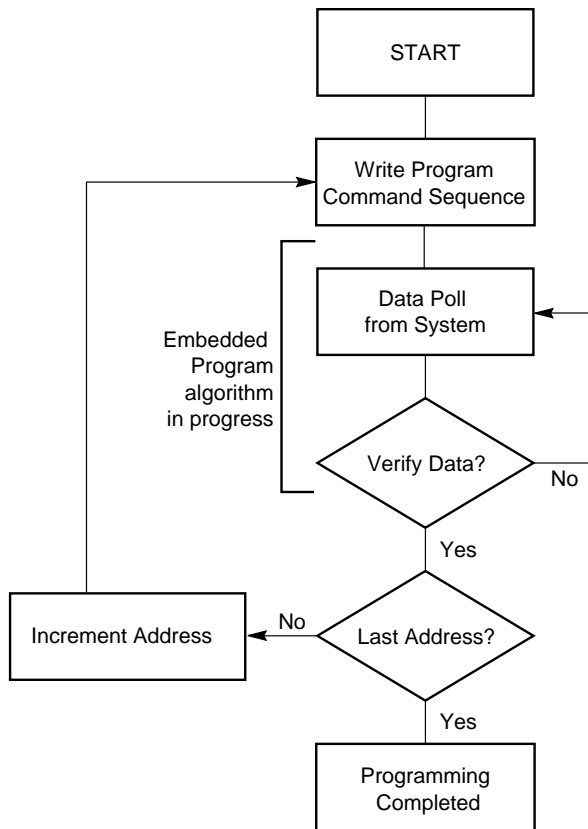 START
Write Program
Command Sequence
Data Poll
from System
Embedded
Program
algorithm
in progress
Verify Data?
No
Yes
Last Address?
No
Increment Address
Yes
Programming
Completed